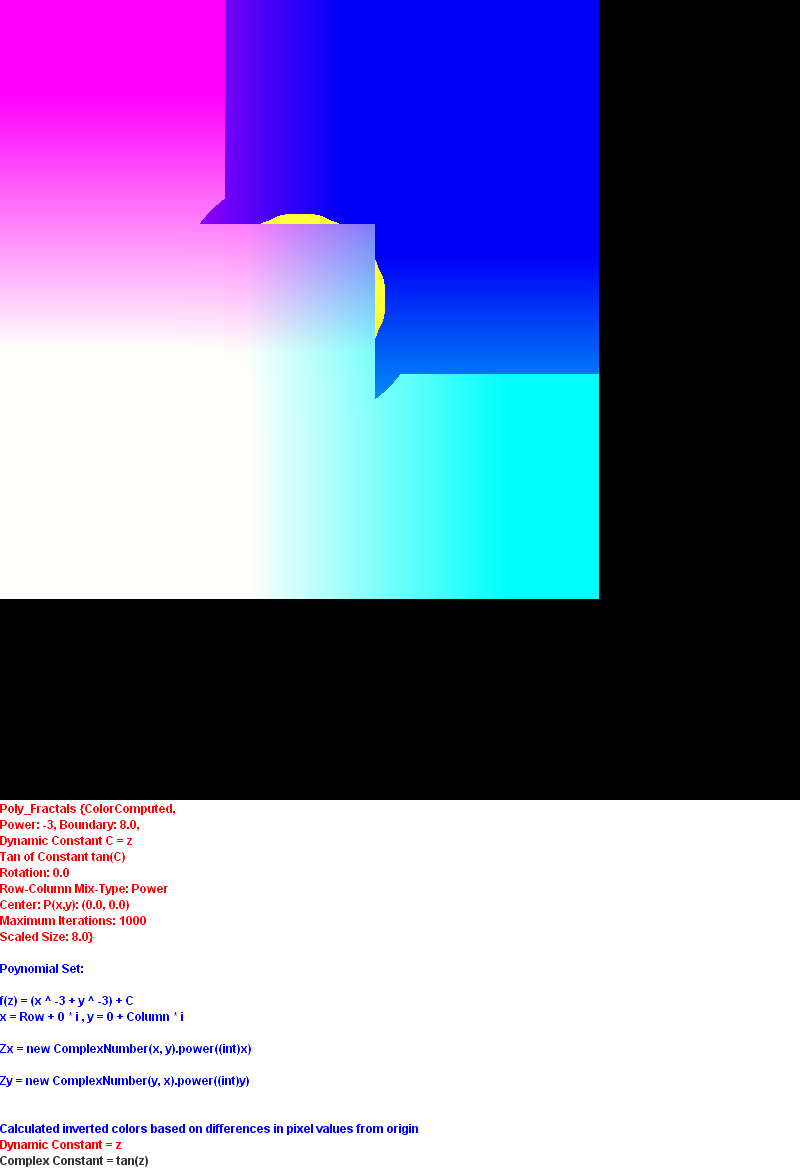 Poly_Fractals {ColorComputed,
Power: -3, Boundary: 8.0,
Dynamic Constant C = z
Tan of Constant tan(C)
Rotation: 0.0
Row-Column Mix-Type: Power
Center: P(x,y): (0.0, 0.0)
Maximum Iterations: 1000
Scaled Size: 8.0}
Poynomial Set:
f(z) = (x ^ -3 + y ^ -3) + C
x = Row + 0 * i , y = 0 + Column * i
Zx = new ComplexNumber(x, y).power((int)x)
Zy = new ComplexNumber(y, x).power((int)y)
Calculated inverted colors based on differences in pixel values from origin
Dynamic Constant = z
Complex Constant = tan(z)